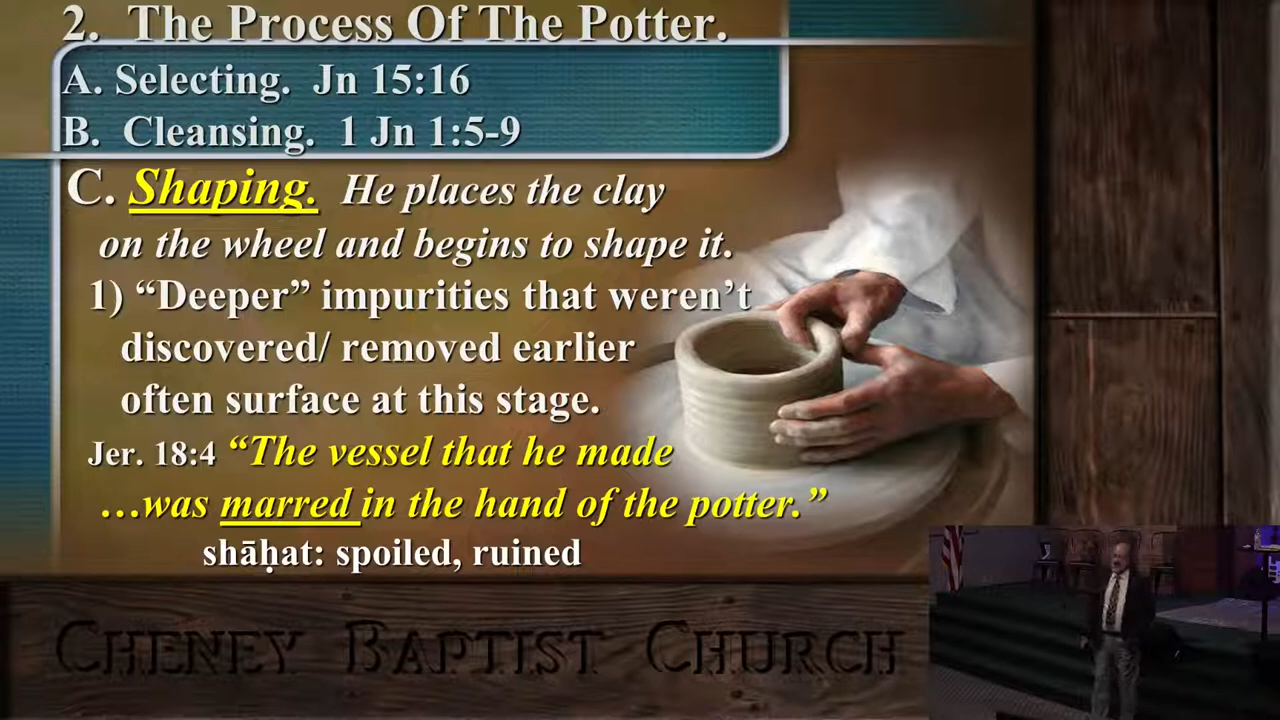 2. The Process Of The Potter.
A. Selecting. Jn 15:16
B. Cleansing. 1 Jn 1:5-9
C. Shaping. He places the clay
on the wheel and begins to shape it.
1) “Deeper” impurities that weren’t
discovered/ removed earlier
often surface at this stage.
Jer. 18:4 “The vessel that he made
…was marred in the hand of the potter.”
shāḥat: spoiled, ruined
Cheney Baptist Church